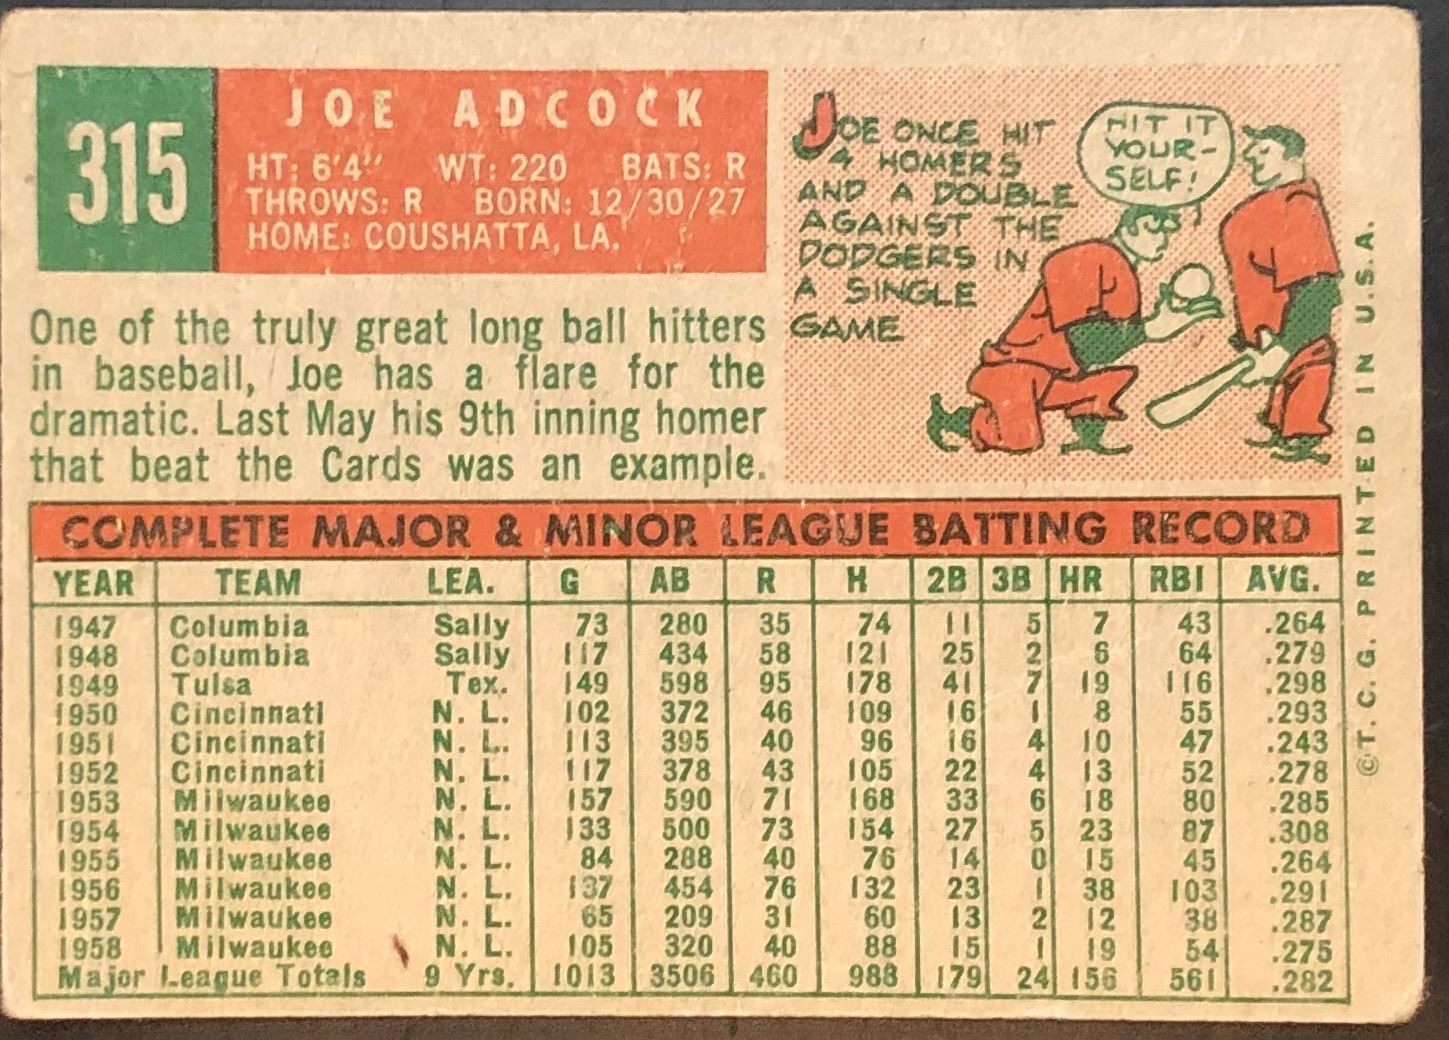 315
JOE ADCOCK
HT: 6'4" WT: 220 BATS: R
THROWS: R BORN: 12/30/27
HOME: COUSHATTA, LA.
One of the truly great long ball hitters
in baseball, Joe has a flare for the
dramatic. Last May his 9th inning homer
that beat the Cards was an example.
JOE ONCE HIT
4 HOMERS
AND A DOUBLE
AGAINST THE
DODGERS IN
A SINGLE
GAME
HIT IT
YOUR-
SELF!
COMPLETE MAJOR & MINOR LEAGUE BATTING RECORD
YEAR TEAM LEA. G AB R H 2B 3B HR RBI AVG.
1947 Columbia Sally 73 280 35 74 11 5 7 43 .264
1948 Columbia Sally 117 434 58 121 25 2 6 64 .279
1949 Tulsa Tex. 149 598 95 178 41 7 19 116 .298
1950 Cincinnati N. L. 102 372 46 109 16 1 8 55 .293
1951 Cincinnati N. L. 113 395 40 96 16 4 10 47 .243
1952 Cincinnati N. L. 117 378 43 105 22 4 13 52 .278
1953 Milwaukee N. L. 157 590 71 168 33 6 18 80 .285
1954 Milwaukee N. L. 133 500 73 154 27 5 23 87 .308
1955 Milwaukee N. L. 84 288 40 76 14 0 15 45 .264
1956 Milwaukee N. L. 137 454 76 132 23 1 38 103 .291
1957 Milwaukee N. L. 65 209 31 60 13 2 12 38 .287
1958 Milwaukee N. L. 105 320 40 88 15 1 19 54 .275
Major League Totals 9 Yrs. 1013 3506 460 988 179 24 156 561 .282
©T. C. G. PRINTED IN U.S.A.